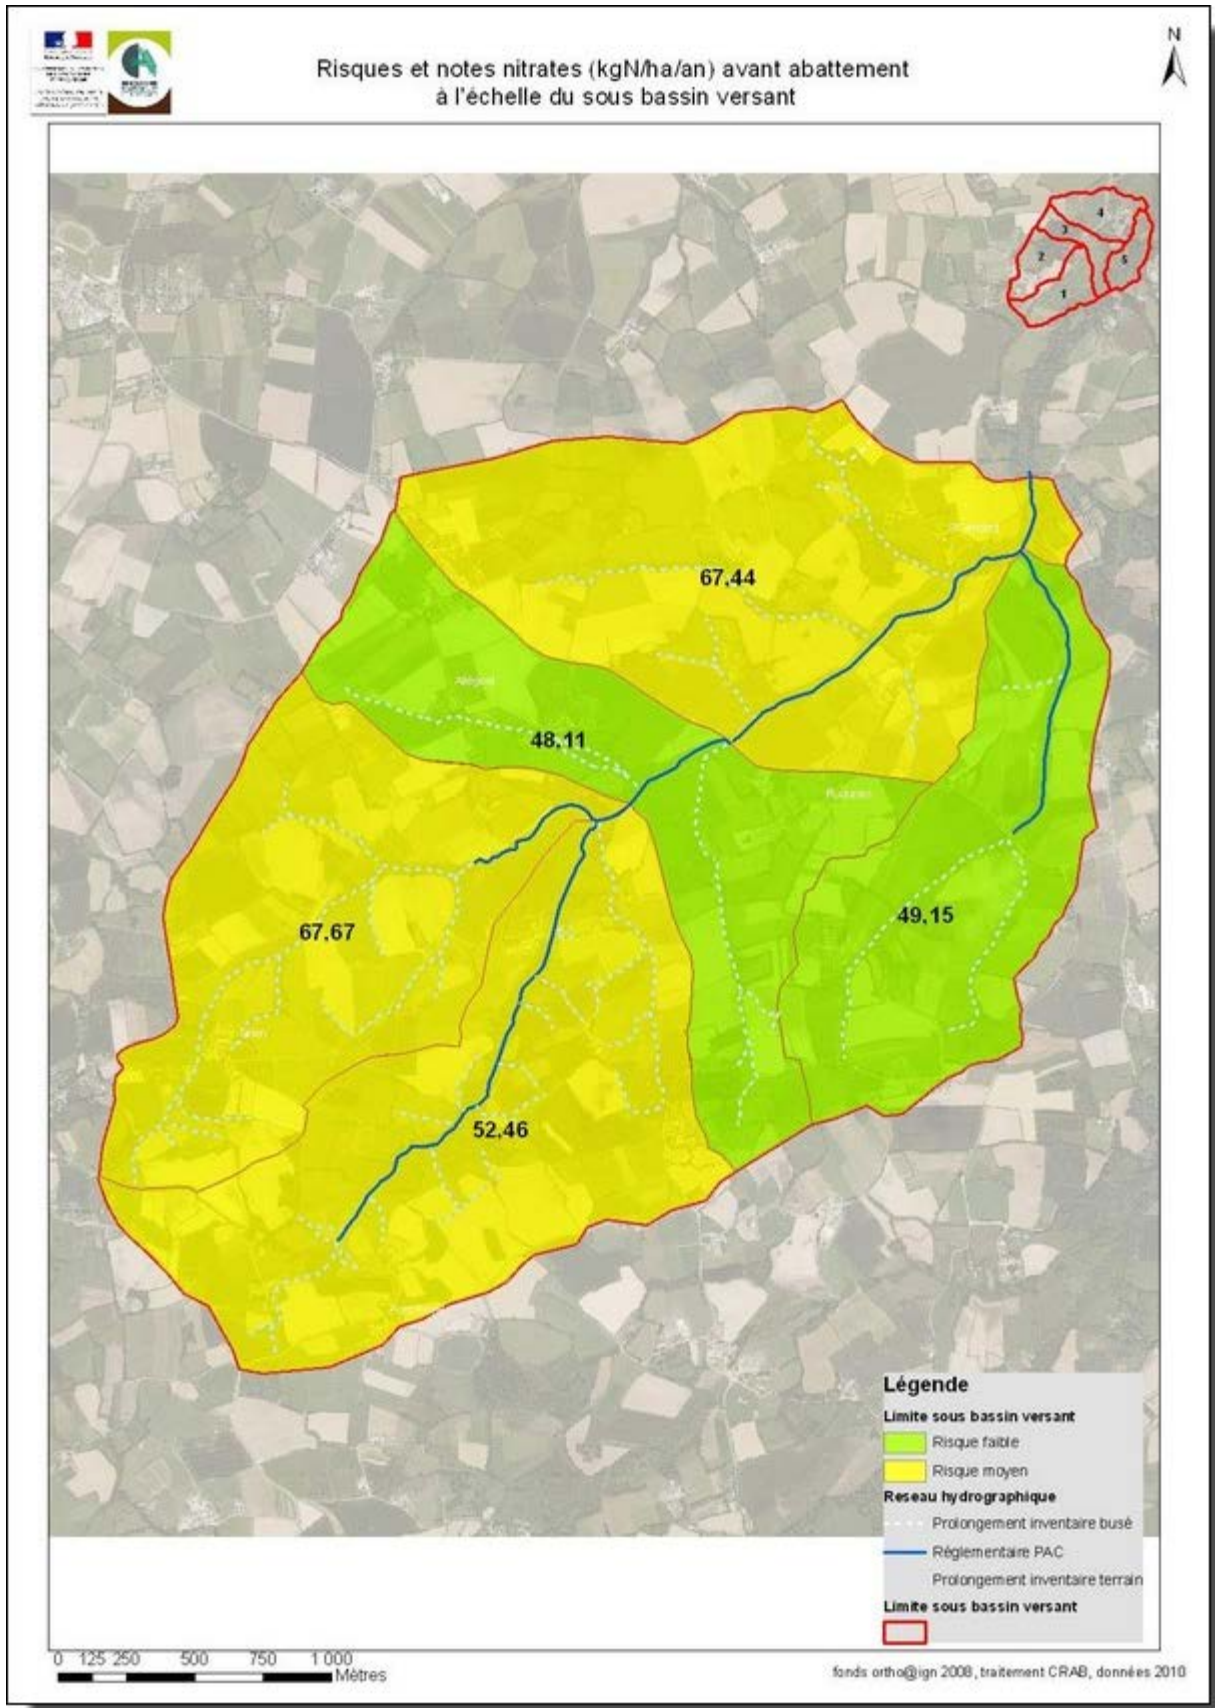 N
Risques et notes nitrates (kgN/ha/an) avant abattement
à l'échelle du sous bassin versant
4
3
2
5
1
67,44
48,11
67,67
49,15
52,46
Légende
Limite sous bassin versant
Risque faible
Risque moyen
Reseau hydrographique
Prolongement inventaire busé
Réglementaire PAC
Prolongement inventaire terrain
Limite sous bassin versant
0 125 250 500 750 1 000
Mètres
fonds ortho@ign 2008, traitement CRAB, données 2010